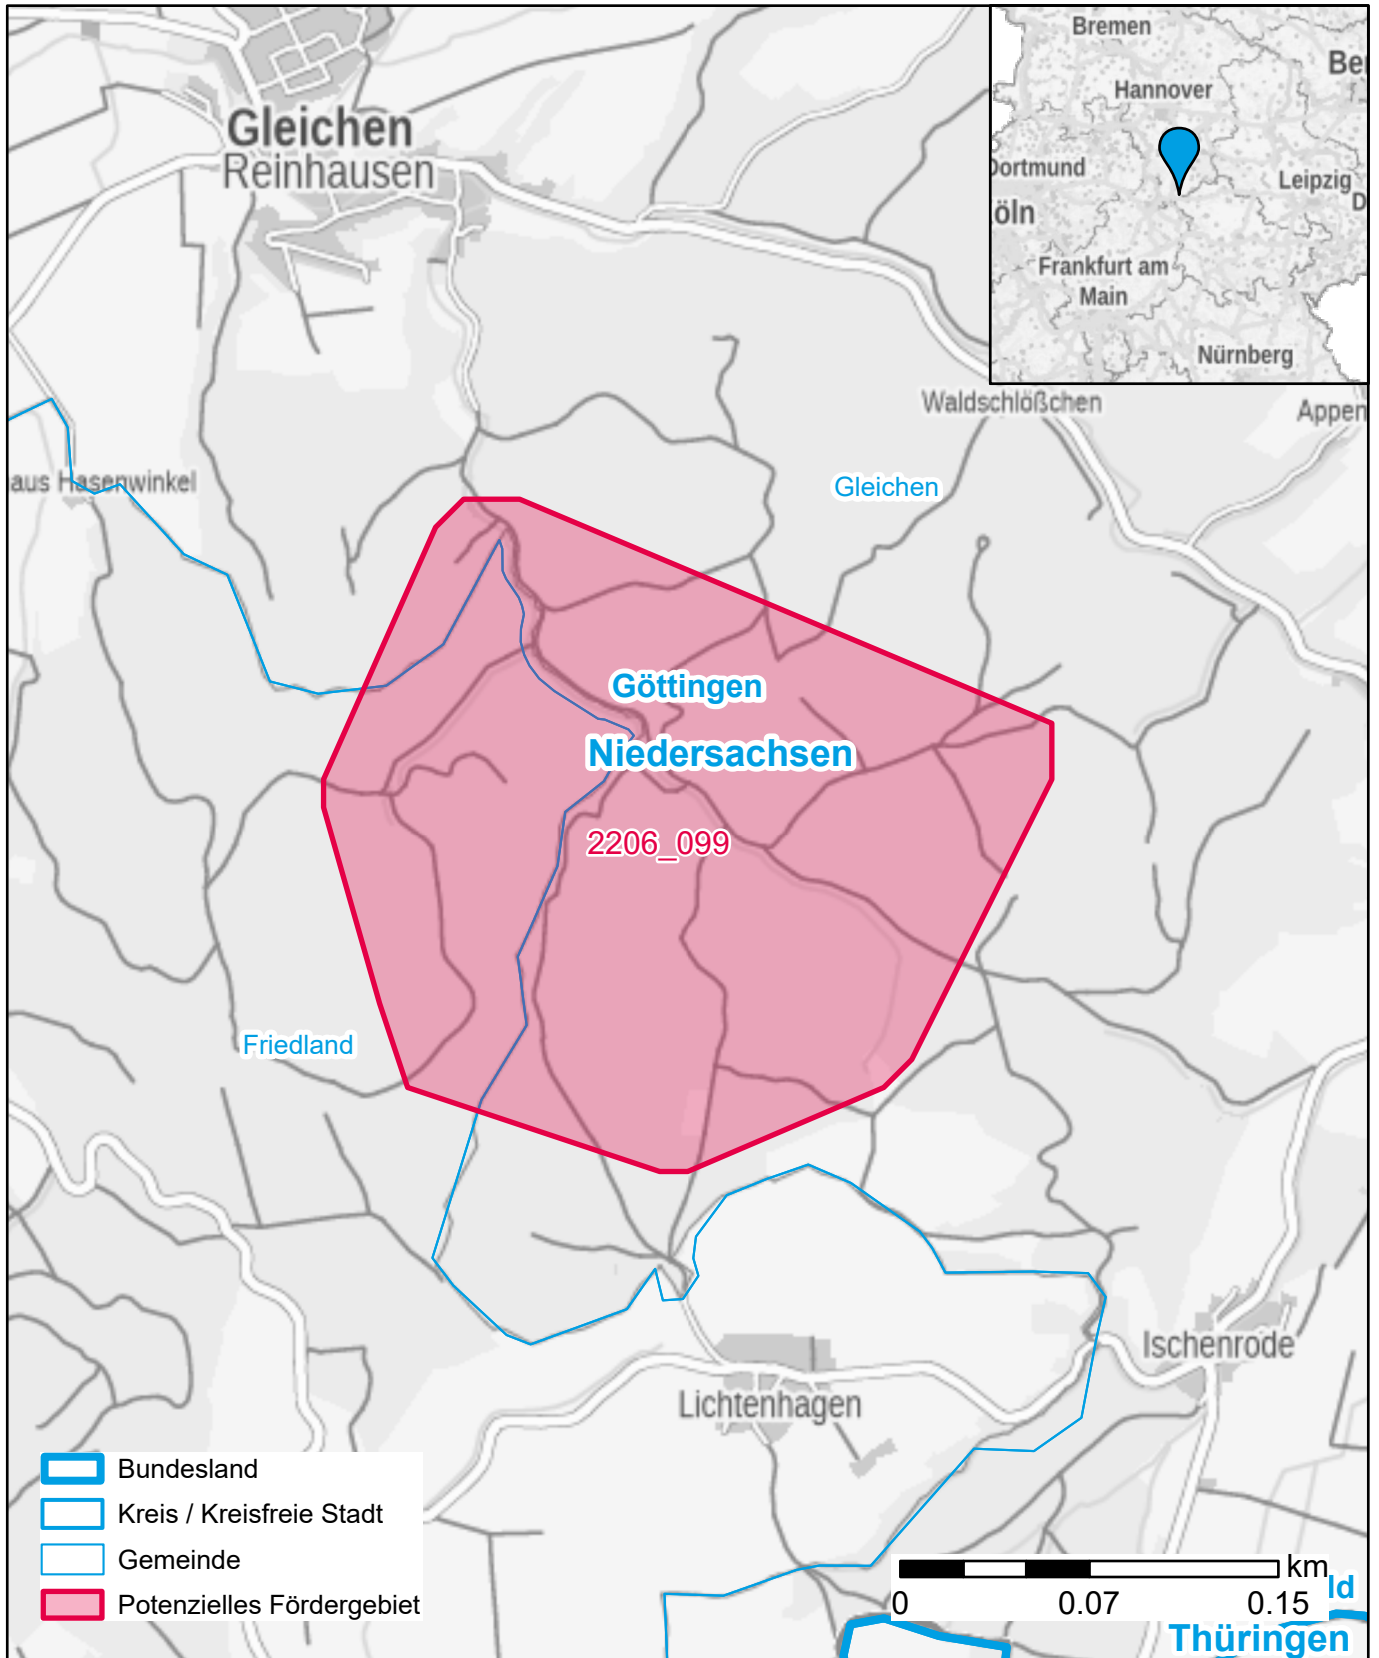 Gleichen
Reinhausen
Bremen
Hannover
Dortmund
Leipzig
öln
Frankfurt am
Main
Nürnberg
Waldschlößchen
Appen
aus Hasenwinkel
Gleichen
Göttingen
Niedersachsen
2206_099
Friedland
Ischenrode
Lichtenhagen
Bundesland
Kreis / Kreisfreie Stadt
Gemeinde
Potenzielles Fördergebiet
km
0 0.07 0.15
ld
Thüringen